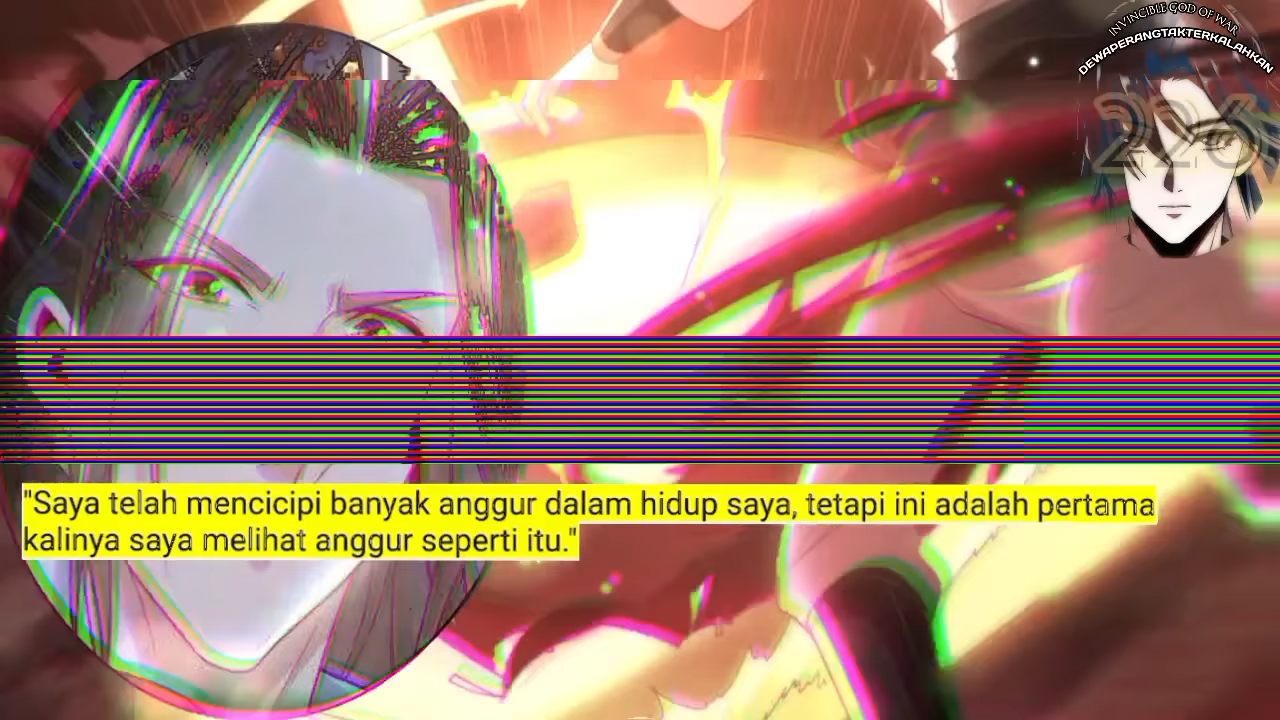 INVINCIBLE GOD OF WAR
DEWAPERANGTAKTERKALAHKAN
226
"Saya telah mencicipi banyak anggur dalam hidup saya, tetapi ini adalah pertama
kalinya saya melihat anggur seperti itu."